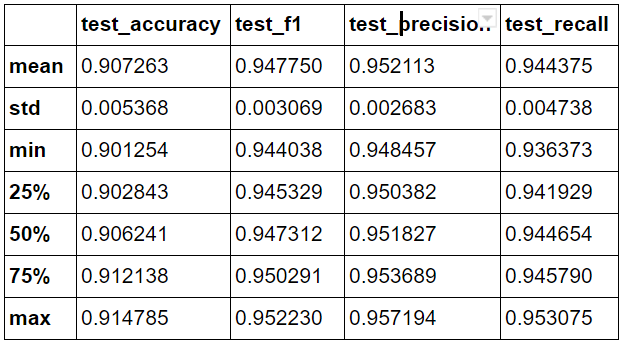 test_accuracy test_f1 test_precision test_recall
mean 0.907263 0.947750 0.952113 0.944375
std 0.005368 0.003069 0.002683 0.004738
min 0.901254 0.944038 0.948457 0.936373
25% 0.902843 0.945329 0.950382 0.941929
50% 0.906241 0.947312 0.951827 0.944654
75% 0.912138 0.950291 0.953689 0.945790
max 0.914785 0.952230 0.957194 0.953075